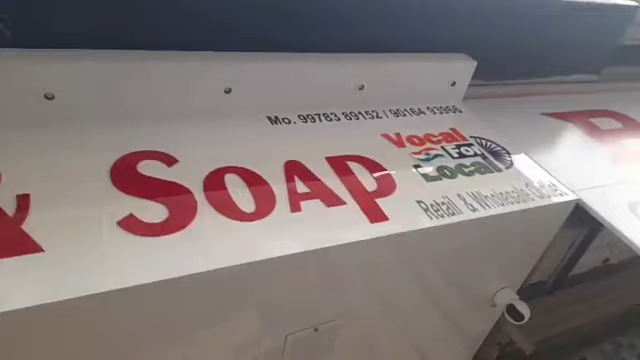 Mo. 99783 89152 / 90164 93966
& SOAP
Vocal
For
Local
Retail & Wholesale Outlet